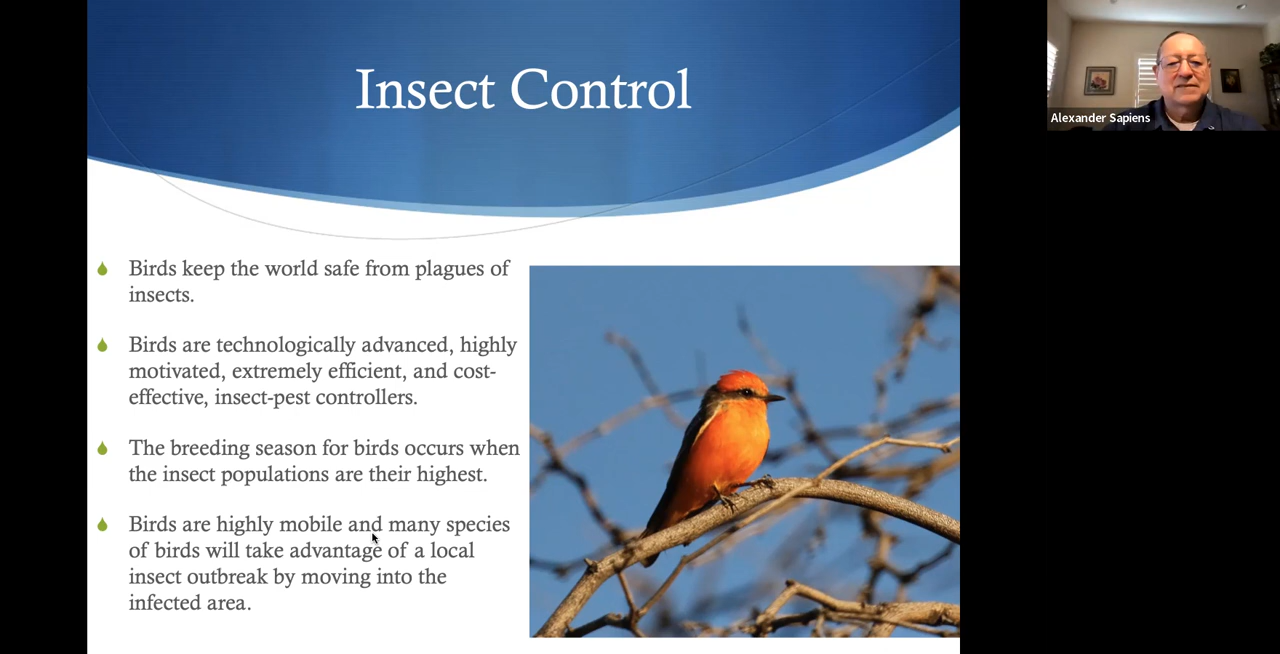 Insect Control
Alexander Sapiens
Birds keep the world safe from plagues of
insects.
Birds are technologically advanced, highly
motivated, extremely efficient, and cost-
effective, insect-pest controllers.
The breeding season for birds occurs when
the insect populations are their highest.
Birds are highly mobile and many species
of birds will take advantage of a local
insect outbreak by moving into the
infected area.